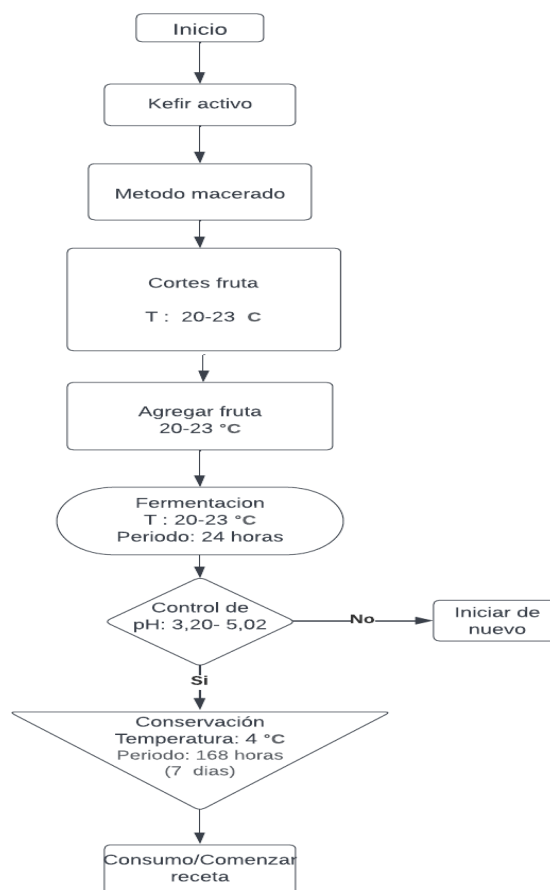 Inicio
Kefir activo
Metodo macerado
Cortes fruta
T : 20-23 C
Agregar fruta
20-23 °C
Fermentacion
T : 20-23 °C
Periodo: 24 horas
Control de
pH: 3,20- 5,02
No
Iniciar de
nuevo
Si
Conservación
Temperatura: 4 °C
Periodo: 168 horas
(7 dias)
Consumo/Comenzar
receta